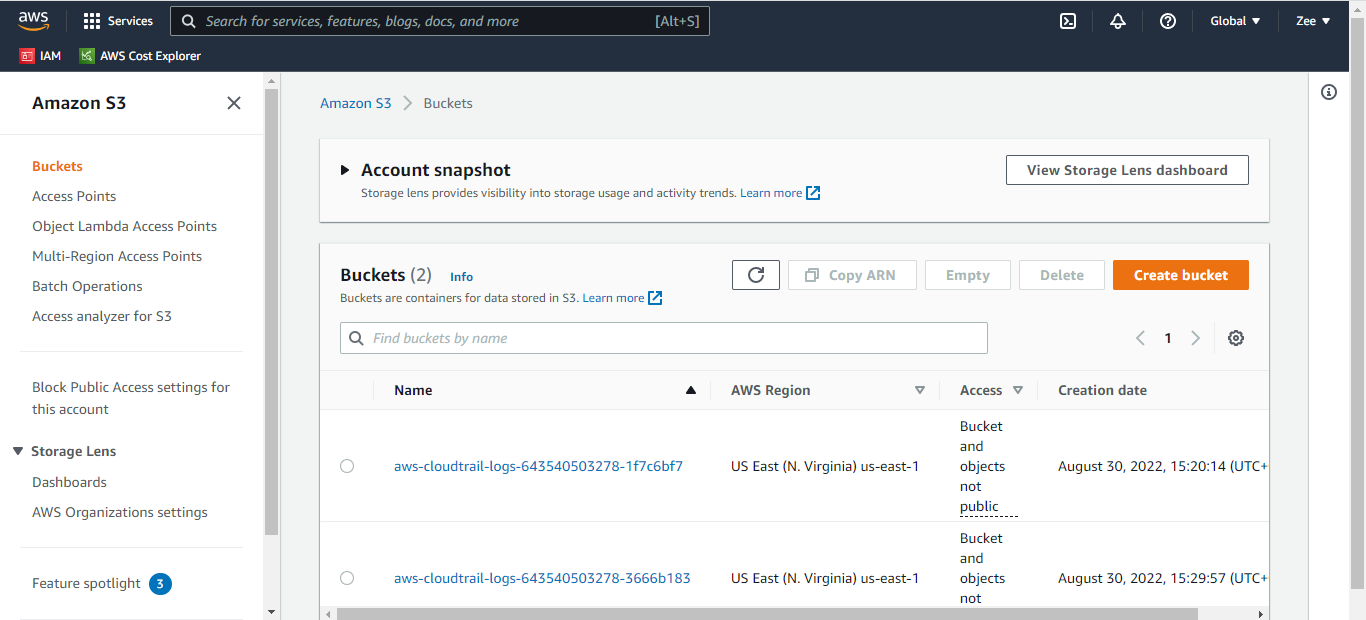 aws
Services
Search for services, features, blogs, docs, and more
[Alt+S]
Global
Zee
IAM
AWS Cost Explorer
Amazon S3
Buckets
Access Points
Object Lambda Access Points
Multi-Region Access Points
Batch Operations
Access analyzer for S3
Block Public Access settings for
this account
Storage Lens
Dashboards
AWS Organizations settings
Feature spotlight 3
Amazon S3 > Buckets
Account snapshot
Storage lens provides visibility into storage usage and activity trends. Learn more
View Storage Lens dashboard
Buckets (2) Info
Buckets are containers for data stored in S3. Learn more
Copy ARN
Empty
Delete
Create bucket
Find buckets by name
1
Name
AWS Region
Access
Creation date
aws-cloudtrail-logs-643540503278-1f7c6bf7
US East (N. Virginia) us-east-1
Bucket
and
objects
not
public
August 30, 2022, 15:20:14 (UTC+
aws-cloudtrail-logs-643540503278-3666b183
US East (N. Virginia) us-east-1
Bucket
and
objects
not
August 30, 2022, 15:29:57 (UTC+